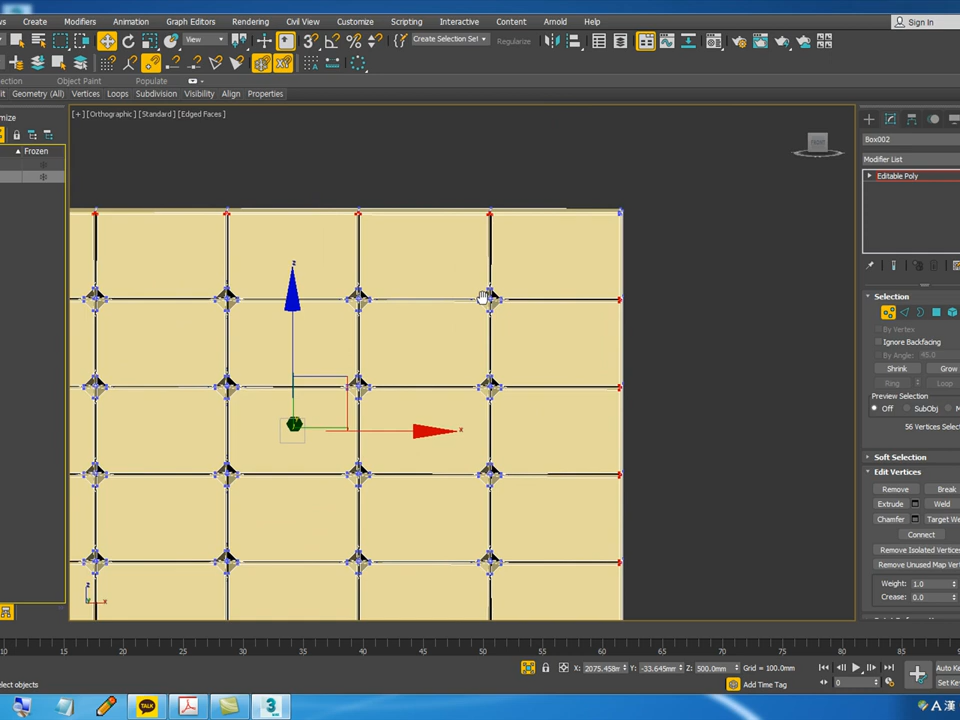 Create Modifiers Animation Graph Editors Rendering Civil View Customize Scripting Interactive Content Arnold Help
Sign In
View
Create Selection Sel
Regularize
Object Paint Populate
Geometry (All) Vertices Loops Subdivision Visibility Align Properties
[+] [Orthographic] [Standard] [Edged Faces]
Frozen
FRONT
Box002
Modifier List
Editable Poly
z
x
y
z
x
Selection
By Vertex
Ignore Backfacing
By Angle: 45.0
Shrink Grow
Ring Loop
Preview Selection
Off SubObj
56 Vertices Selec
Soft Selection
Edit Vertices
Remove Break
Extrude Weld
Chamfer Target We
Connect
Remove Isolated Vertices
Remove Unused Map Vert
Weight: 1.0
Crease: 0.0
10 15 20 25 30 35 40 45 50 55 60 65 70 75 80 85 90
X: 2075.458m Y: -33.645mm Z: 500.0mm Grid = 100.0mm
Auto Ke
elect objects
Add Time Tag
0
Set Ke
TALK
3
A 漢